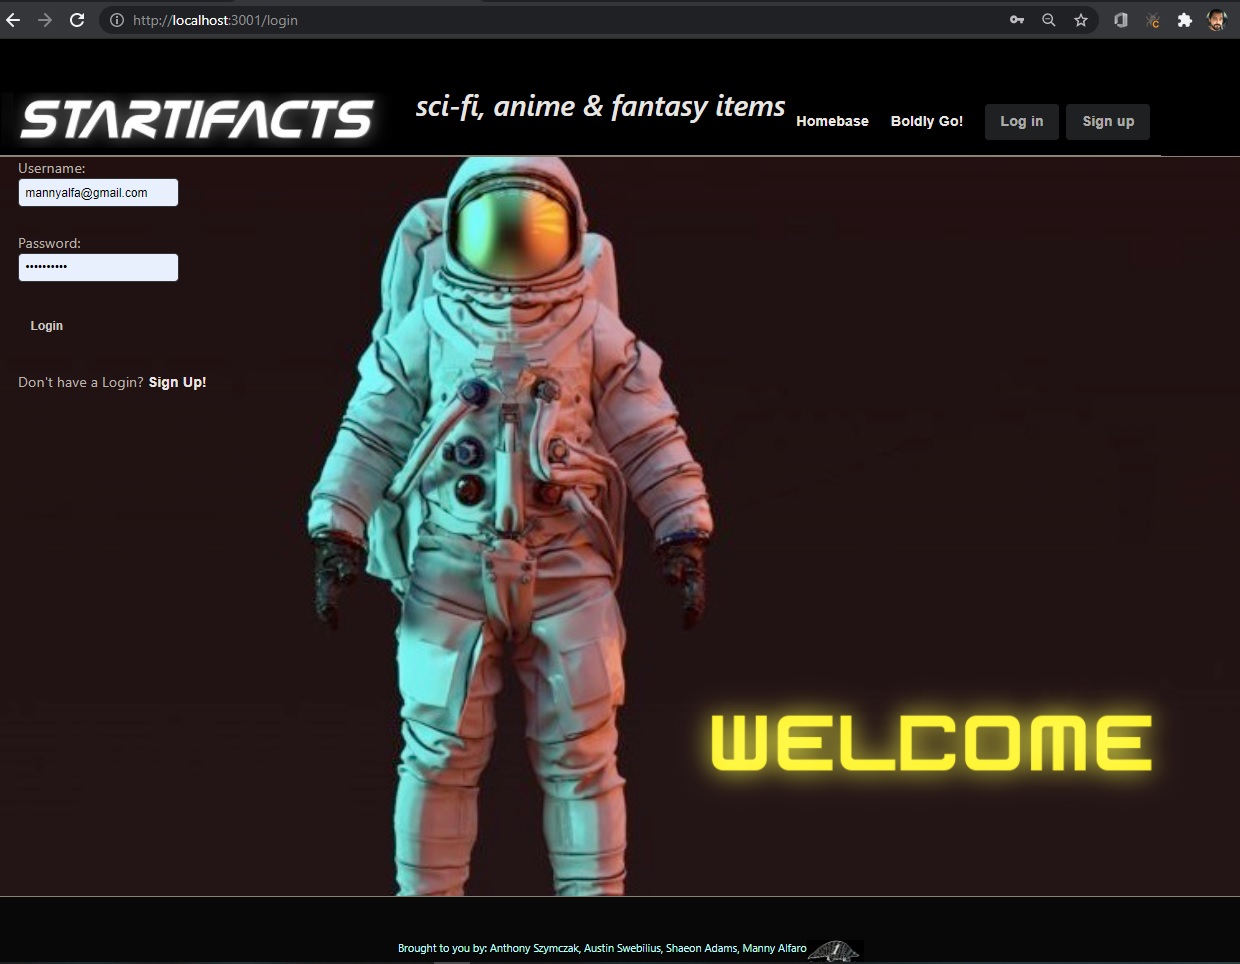 http://localhost:3001/login
STARTIFACTS
sci-fi, anime & fantasy items
Homebase
Boldly Go!
Log in
Sign up
Username:
mannyalfa@gmail.com
Password:
••••••••••
Login
Don't have a Login? Sign Up!
WELCOME
Brought to you by: Anthony Szymczak, Austin Swebilius, Shaeon Adams, Manny Alfaro